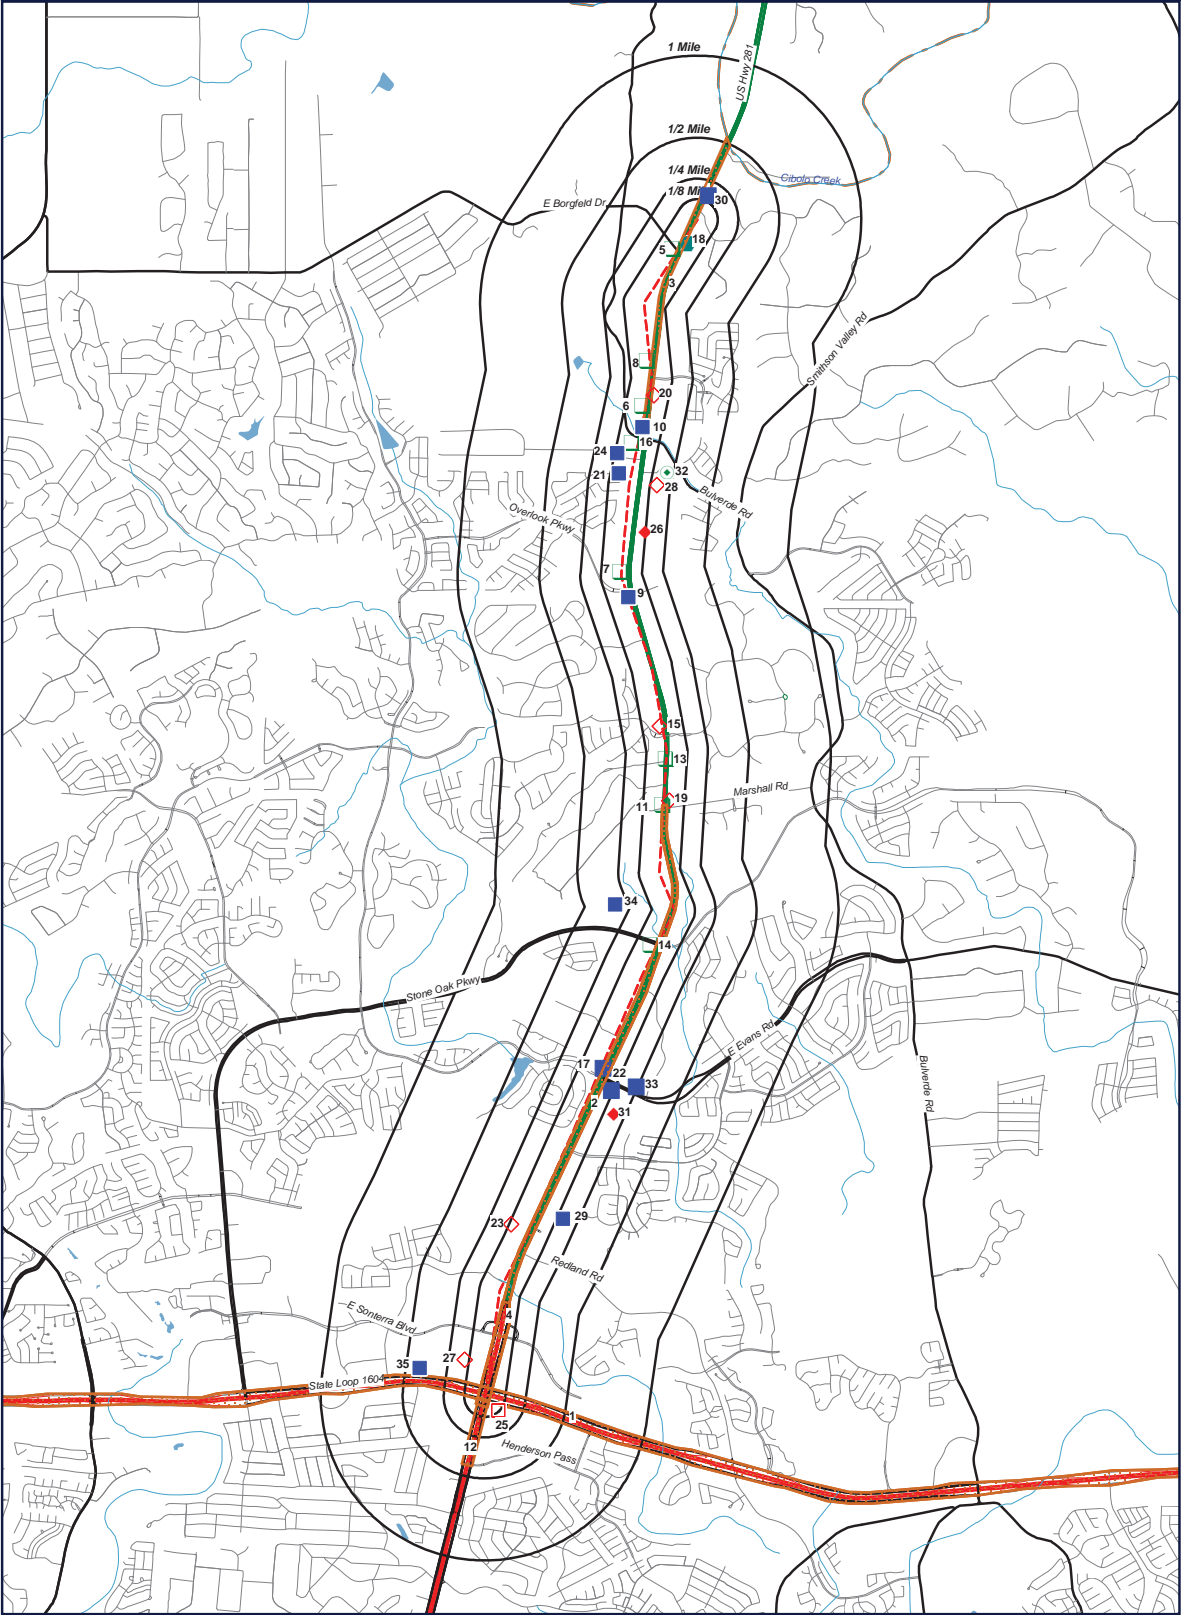 1 Mile
US Hwy 281
1/2 Mile
1/4 Mile
Cibolo Creek
1/8 Mile
30
E Borgfeld Dr
18
5
3
Smithson Valley Rd
8
20
6
10
16
24
32
21
28
Bulverde Rd
Overlook Pkwy
26
7
9
15
13
Marshall Rd
19
11
34
14
Stone Oak Pkwy
E Evans Rd
17
22
33
2
31
Bulverde Rd
23
29
Redland Rd
4
E Sonterra Blvd
27
35
State Loop 1604
1
25
12
Henderson Pass